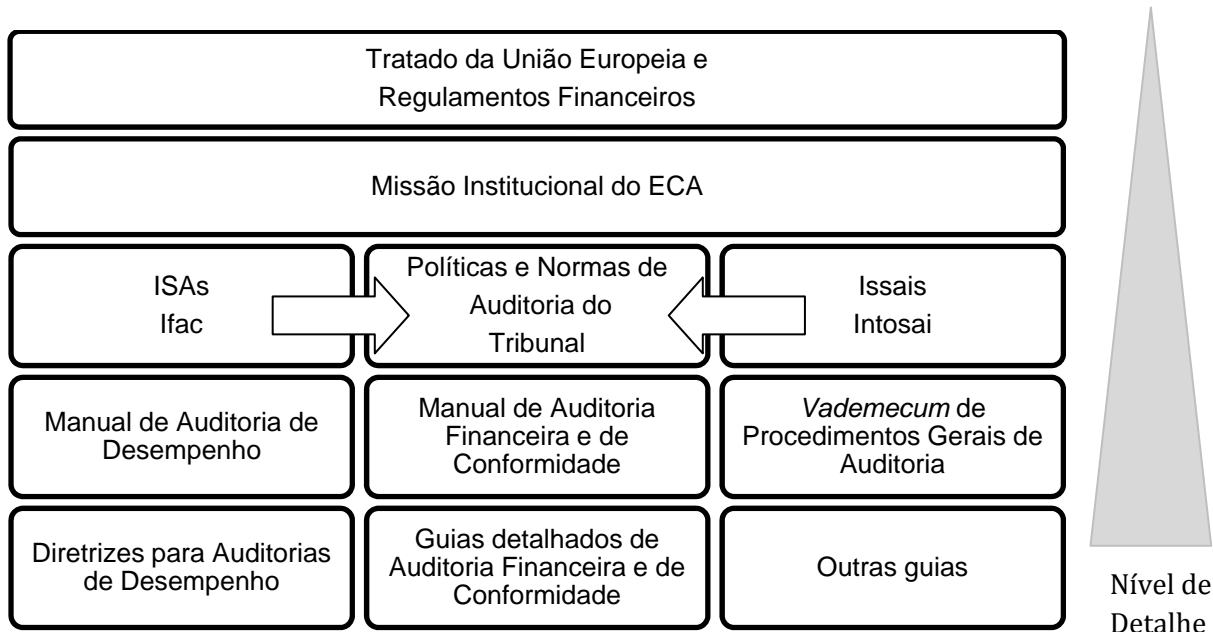 Tratado da União Europeia e
Regulamentos Financeiros
Missão Institucional do ECA
ISAs
Ifac
Políticas e Normas de
Auditoria do
Tribunal
Issais
Intosai
Manual de Auditoria de
Desempenho
Manual de Auditoria
Financeira e de
Conformidade
Vademecum de
Procedimentos Gerais de
Auditoria
Diretrizes para Auditorias
de Desempenho
Guias detalhados de
Auditoria Financeira e de
Conformidade
Outras guias
Nível de
Detalhe